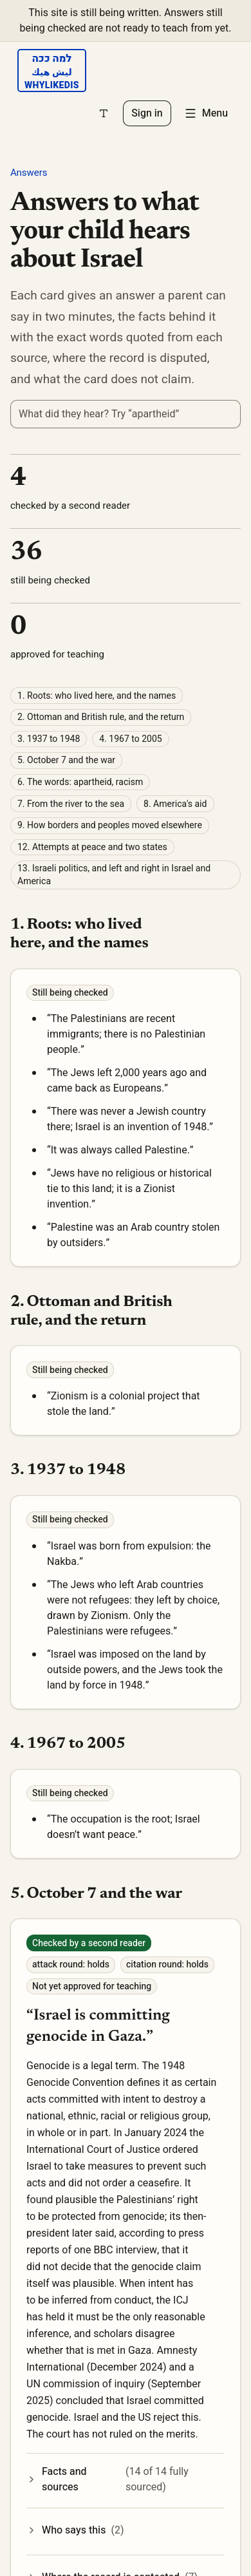 This site is still being written. Answers still
being checked are not ready to teach from yet.
למה ככה
ليش هيك
WHYLIKEDIS
Sign in
Menu
Answers
Answers to what
your child hears
about Israel
Each card gives an answer a parent can
say in two minutes, the facts behind it
with the exact words quoted from each
source, where the record is disputed,
and what the card does not claim.
What did they hear? Try “apartheid”
4
checked by a second reader
36
still being checked
0
approved for teaching
1. Roots: who lived here, and the names
2. Ottoman and British rule, and the return
3. 1937 to 1948
4. 1967 to 2005
5. October 7 and the war
6. The words: apartheid, racism
7. From the river to the sea
8. America’s aid
9. How borders and peoples moved elsewhere
12. Attempts at peace and two states
13. Israeli politics, and left and right in Israel and
America
1. Roots: who lived
here, and the names
Still being checked
“The Palestinians are recent
immigrants; there is no Palestinian
people.”
“The Jews left 2,000 years ago and
came back as Europeans.”
“There was never a Jewish country
there; Israel is an invention of 1948.”
“It was always called Palestine.”
“Jews have no religious or historical
tie to this land; it is a Zionist
invention.”
“Palestine was an Arab country stolen
by outsiders.”
2. Ottoman and British
rule, and the return
Still being checked
“Zionism is a colonial project that
stole the land.”
3. 1937 to 1948
Still being checked
“Israel was born from expulsion: the
Nakba.”
“The Jews who left Arab countries
were not refugees: they left by choice,
drawn by Zionism. Only the
Palestinians were refugees.”
“Israel was imposed on the land by
outside powers, and the Jews took the
land by force in 1948.”
4. 1967 to 2005
Still being checked
“The occupation is the root; Israel
doesn’t want peace.”
5. October 7 and the war
Checked by a second reader
attack round: holds
citation round: holds
Not yet approved for teaching
“Israel is committing
genocide in Gaza.”
Genocide is a legal term. The 1948
Genocide Convention defines it as certain
acts committed with intent to destroy a
national, ethnic, racial or religious group,
in whole or in part. In January 2024 the
International Court of Justice ordered
Israel to take measures to prevent such
acts and did not order a ceasefire. It
found plausible the Palestinians’ right
to be protected from genocide; its then-
president later said, according to press
reports of one BBC interview, that it
did not decide that the genocide claim
itself was plausible. When intent has
to be inferred from conduct, the ICJ
has held it must be the only reasonable
inference, and scholars disagree
whether that is met in Gaza. Amnesty
International (December 2024) and a
UN commission of inquiry (September
2025) concluded that Israel committed
genocide. Israel and the US reject this.
The court has not ruled on the merits.
Facts and
sources
(14 of 14 fully
sourced)
Who says this (2)